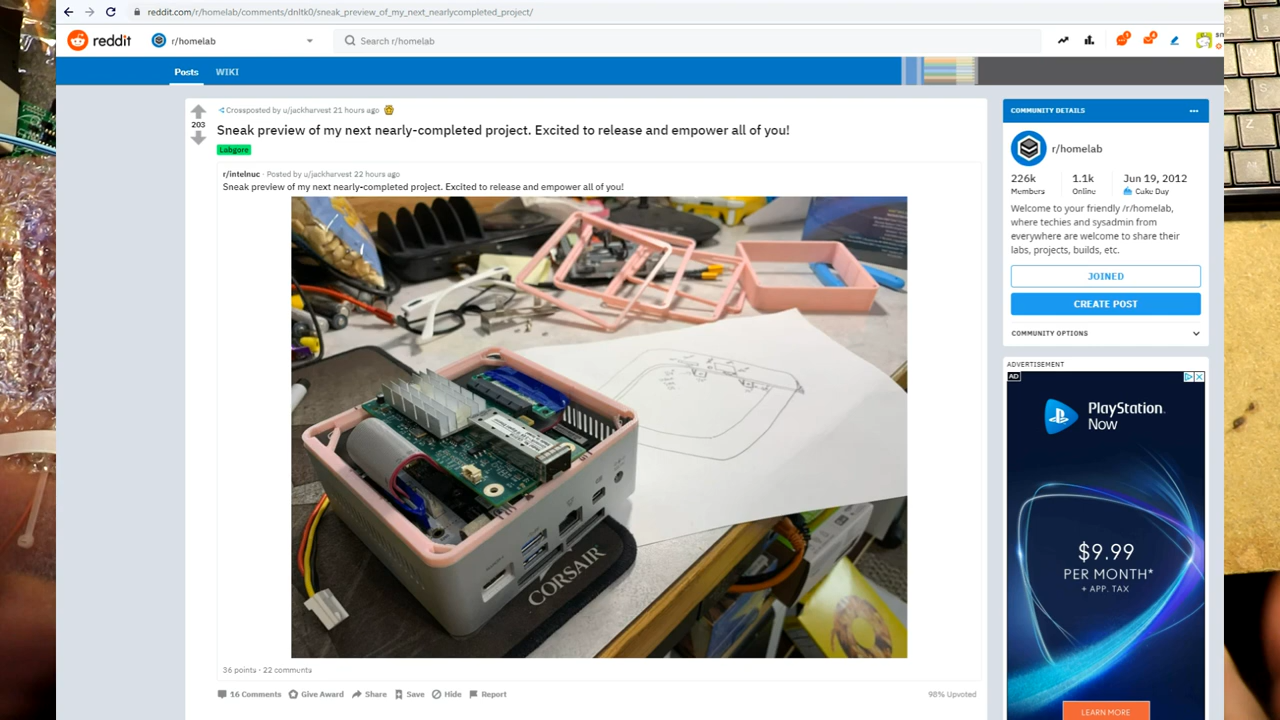 reddit.com/r/homelab/comments/dnltk0/sneak_preview_of_my_next_nearlycompleted_project/
reddit
r/homelab
Search r/homelab
Posts
WIKI
Crossposted by u/jackharvest 21 hours ago
203
Sneak preview of my next nearly-completed project. Excited to release and empower all of you!
Labgore
r/intelnuc · Posted by u/jackharvest 22 hours ago
Sneak preview of my next nearly-completed project. Excited to release and empower all of you!
CORSAIR
36 points · 22 comments
16 Comments
Give Award
Share
Save
Hide
Report
98% Upvoted
COMMUNITY DETAILS
r/homelab
226k
1.1k
Jun 19, 2012
Members
Online
Cake Day
Welcome to your friendly /r/homelab,
where techies and sysadmin from
everywhere are welcome to share their
labs, projects, builds, etc.
JOINED
CREATE POST
COMMUNITY OPTIONS
ADVERTISEMENT
AD
PlayStation
Now
$9.99
PER MONTH*
+ APP. TAX
LEARN MORE